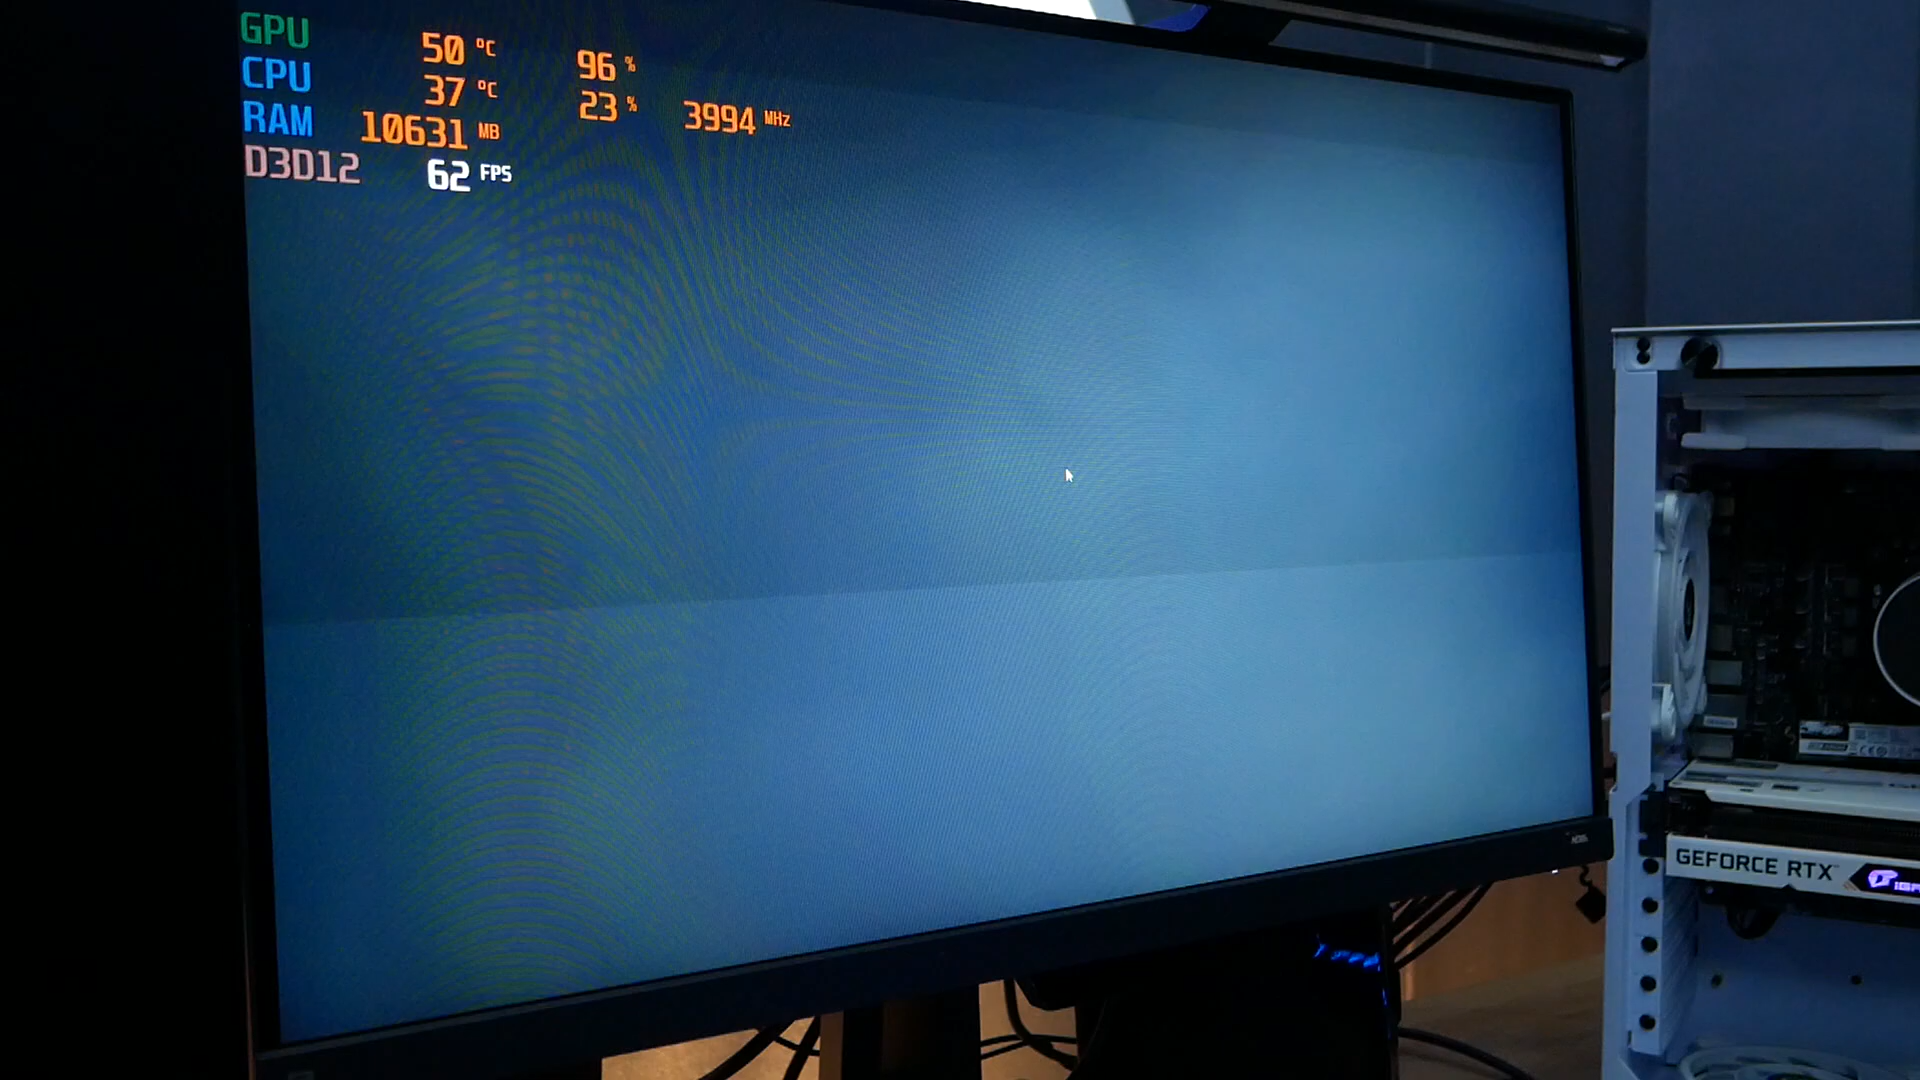 GPU 50 °C 96 %
CPU 37 °C 23 % 3994 MHz
RAM 10631 MB
D3D12 62 FPS
GEFORCE RTX